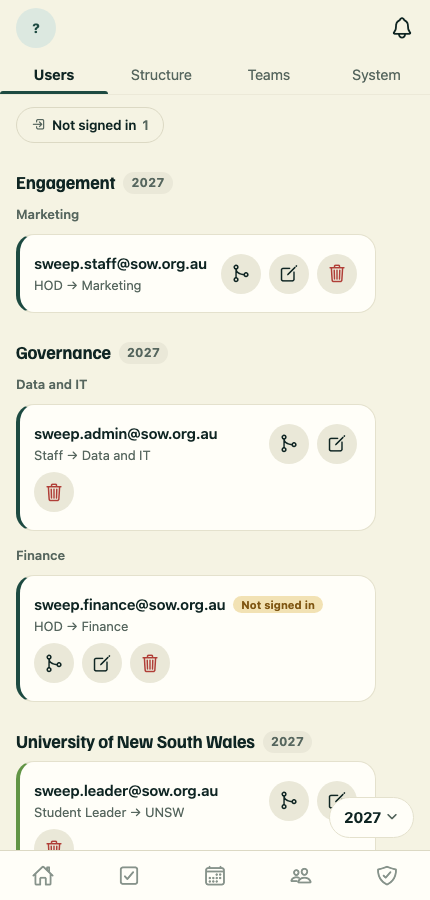 ?
Users Structure Teams System
Not signed in 1
Engagement 2027
Marketing
sweep.staff@sow.org.au
HOD → Marketing
Governance 2027
Data and IT
sweep.admin@sow.org.au
Staff → Data and IT
Finance
sweep.finance@sow.org.au Not signed in
HOD → Finance
University of New South Wales 2027
sweep.leader@sow.org.au
Student Leader → UNSW
2027